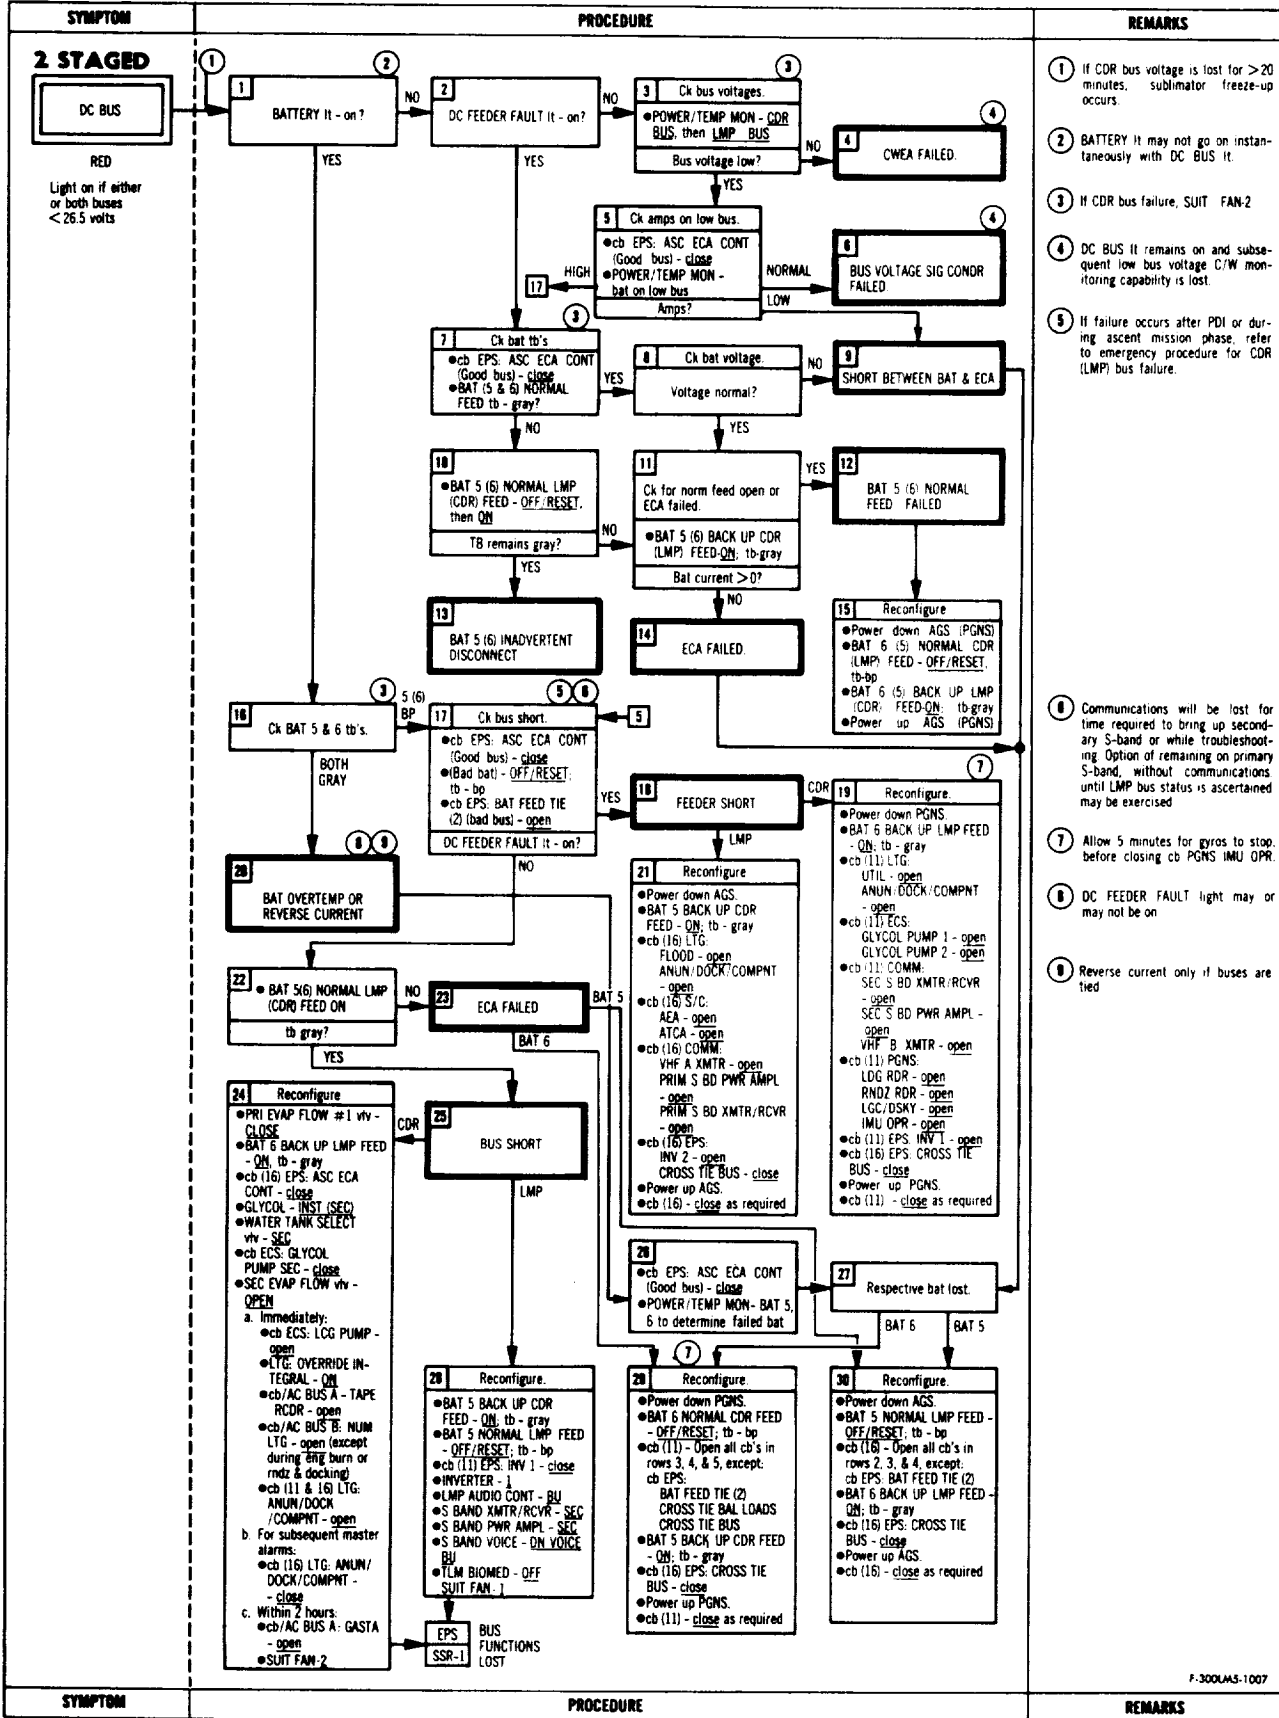 SYMPTOM
PROCEDURE
REMARKS
2 STAGED
DC BUS
RED
Light on if either
or both buses
< 26.5 volts
1
1
BATTERY lt - on?
2
NO
YES
2
DC FEEDER FAULT lt - on?
NO
YES
3
3 Ck bus voltages.
●POWER/TEMP MON - CDR
BUS, then LMP BUS
Bus voltage low?
NO
YES
4
4
CWEA FAILED.
5 Ck amps on low bus.
●cb EPS: ASC ECA CONT
(Good bus) - close
●POWER/TEMP MON -
bat on low bus
Amps?
HIGH
17
NORMAL
LOW
4
6
BUS VOLTAGE SIG CONDR
FAILED.
3
7 Ck bat tb's
●cb EPS: ASC ECA CONT
(Good bus) - close
●BAT (5 & 6) NORMAL
FEED tb - gray?
YES
NO
8 Ck bat voltage.
Voltage normal?
NO
YES
9
SHORT BETWEEN BAT & ECA
10
●BAT 5 (6) NORMAL LMP
(CDR) FEED - OFF/RESET,
then ON
TB remains gray?
NO
YES
11
Ck for norm feed open or
ECA failed.
●BAT 5 (6) BACK UP CDR
(LMP) FEED-ON; tb-gray
Bat current >0?
YES
NO
12
BAT 5 (6) NORMAL
FEED FAILED
13
BAT 5 (6) INADVERTENT
DISCONNECT
14
ECA FAILED.
15 Reconfigure
●Power down AGS (PGNS)
●BAT 6 (5) NORMAL CDR
(LMP) FEED - OFF/RESET,
tb-bp
●BAT 6 (5) BACK UP LMP
(CDR) FEED-ON; tb-gray
●Power up AGS (PGNS)
3
16
Ck BAT 5 & 6 tb's.
5 (6)
BP
BOTH
GRAY
5 6
17 Ck bus short.
●cb EPS: ASC ECA CONT
(Good bus) - close
●(Bad bat) - OFF/RESET;
tb - bp
●cb EPS: BAT FEED TIE
(2) (bad bus) - open
DC FEEDER FAULT lt - on?
5
YES
NO
18
FEEDER SHORT
CDR
LMP
7
19 Reconfigure.
●Power down PGNS.
●BAT 6 BACK UP LMP FEED
- ON; tb - gray
●cb (11) LTG:
UTIL - open
ANUN/DOCK/COMPNT
- open
●cb (11) ECS:
GLYCOL PUMP 1 - open
GLYCOL PUMP 2 - open
●cb (11) COMM:
SEC S BD XMTR/RCVR
- open
SEC S BD PWR AMPL -
open
VHF B XMTR - open
●cb (11) PGNS:
LDG RDR - open
RNDZ RDR - open
LGC/DSKY - open
IMU OPR - open
●cb (11) EPS: INV 1 - open
●cb (16) EPS: CROSS TIE
BUS - close
●Power up PGNS.
●cb (11) - close as required
8 9
20
BAT OVERTEMP OR
REVERSE CURRENT
21 Reconfigure
●Power down AGS.
●BAT 5 BACK UP CDR
FEED - ON; tb - gray
●cb (16) LTG:
FLOOD - open
ANUN/DOCK/COMPNT
- open
●cb (16) S/C:
AEA - open
ATCA - open
●cb (16) COMM:
VHF A XMTR - open
PRIM S BD PWR AMPL
- open
PRIM S BD XMTR/RCVR
- open
●cb (16) EPS:
INV 2 - open
CROSS TIE BUS - close
●Power up AGS.
●cb (16) - close as required
22
● BAT 5(6) NORMAL LMP
(CDR) FEED ON
tb gray?
NO
YES
23
ECA FAILED
BAT 5
BAT 6
24 Reconfigure
●PRI EVAP FLOW #1 vlv -
CLOSE
●BAT 6 BACK UP LMP FEED
- ON, tb - gray
●cb (16) EPS: ASC ECA
CONT - close
●GLYCOL - INST (SEC)
●WATER TANK SELECT
vlv - SEC
●cb ECS: GLYCOL
PUMP SEC - close
●SEC EVAP FLOW vlv -
OPEN
a. Immediately:
●cb ECS: LCG PUMP -
open
●LTG: OVERRIDE IN-
TEGRAL - ON
●cb/AC BUS A - TAPE
RCDR - open
●cb/AC BUS B: NUM
LTG - open (except
during eng burn or
rndz & docking)
●cb (11 & 16) LTG:
ANUN/DOCK
/COMPNT - open
b. For subsequent master
alarms:
●cb (16) LTG: ANUN/
DOCK/COMPNT -
- close
c. Within 2 hours:
●cb/AC BUS A: GASTA
- open
●SUIT FAN-2
25
BUS SHORT
CDR
LMP
26
●cb EPS: ASC ECA CONT
(Good bus) - close
●POWER/TEMP MON- BAT 5,
6 to determine failed bat
27
Respective bat lost.
BAT 6
BAT 5
28 Reconfigure.
●BAT 5 BACK UP CDR
FEED - ON; tb - gray
●BAT 5 NORMAL LMP FEED
- OFF/RESET; tb - bp
●cb (11) EPS: INV 1 - close
●INVERTER - 1
●LMP AUDIO CONT - BU
●S BAND XMTR/RCVR - SEC
●S BAND PWR AMPL - SEC
●S BAND VOICE - ON VOICE
BU
●TLM BIOMED - OFF
SUIT FAN- 1
EPS
SSR-1
BUS
FUNCTIONS
LOST
7
29 Reconfigure.
●Power down PGNS.
●BAT 6 NORMAL CDR FEED
- OFF/RESET; tb - bp
●cb (11) - Open all cb's in
rows 3, 4, & 5, except:
cb EPS:
BAT FEED TIE (2)
CROSS TIE BAL LOADS
CROSS TIE BUS
●BAT 5 BACK UP CDR FEED
- ON; tb - gray
●cb (16) EPS: CROSS TIE
BUS - close
●Power up PGNS.
●cb (11) - close as required
30 Reconfigure.
●Power down AGS.
●BAT 5 NORMAL LMP FEED -
OFF/RESET; tb - bp
●cb (16) - Open all cb's in
rows 2, 3, & 4, except:
cb EPS: BAT FEED TIE (2)
●BAT 6 BACK UP LMP FEED -
ON; tb - gray
●cb (16) EPS: CROSS TIE
BUS - close
●Power up AGS.
●cb (16) - close as required
1 If CDR bus voltage is lost for >20
minutes, sublimator freeze-up
occurs.
2 BATTERY lt may not go on instan-
taneously with DC BUS lt.
3 If CDR bus failure, SUIT FAN-2
4 DC BUS lt remains on and subse-
quent low bus voltage C/W mon-
itoring capability is lost.
5 If failure occurs after PDI or dur-
ing ascent mission phase, refer
to emergency procedure for CDR
(LMP) bus failure.
6 Communications will be lost for
time required to bring up second-
ary S-band or while troubleshoot-
ing Option of remaining on primary
S-band, without communications
until LMP bus status is ascertained
may be exercised
7 Allow 5 minutes for gyros to stop,
before closing cb PGNS IMU OPR.
8 DC FEEDER FAULT light may or
may not be on
9 Reverse current only if buses are
tied
F-300LM5-1007
SYMPTOM
PROCEDURE
REMARKS